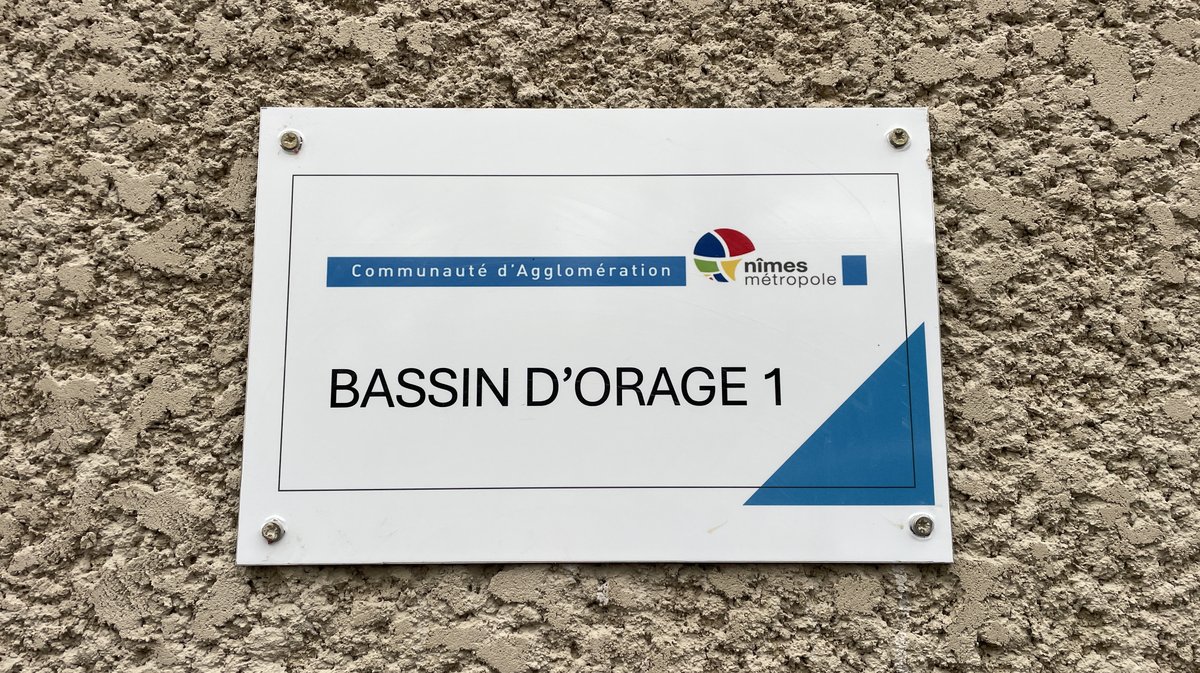 Communauté d'Agglomération
nîmes
métropole
BASSIN D'ORAGE 1